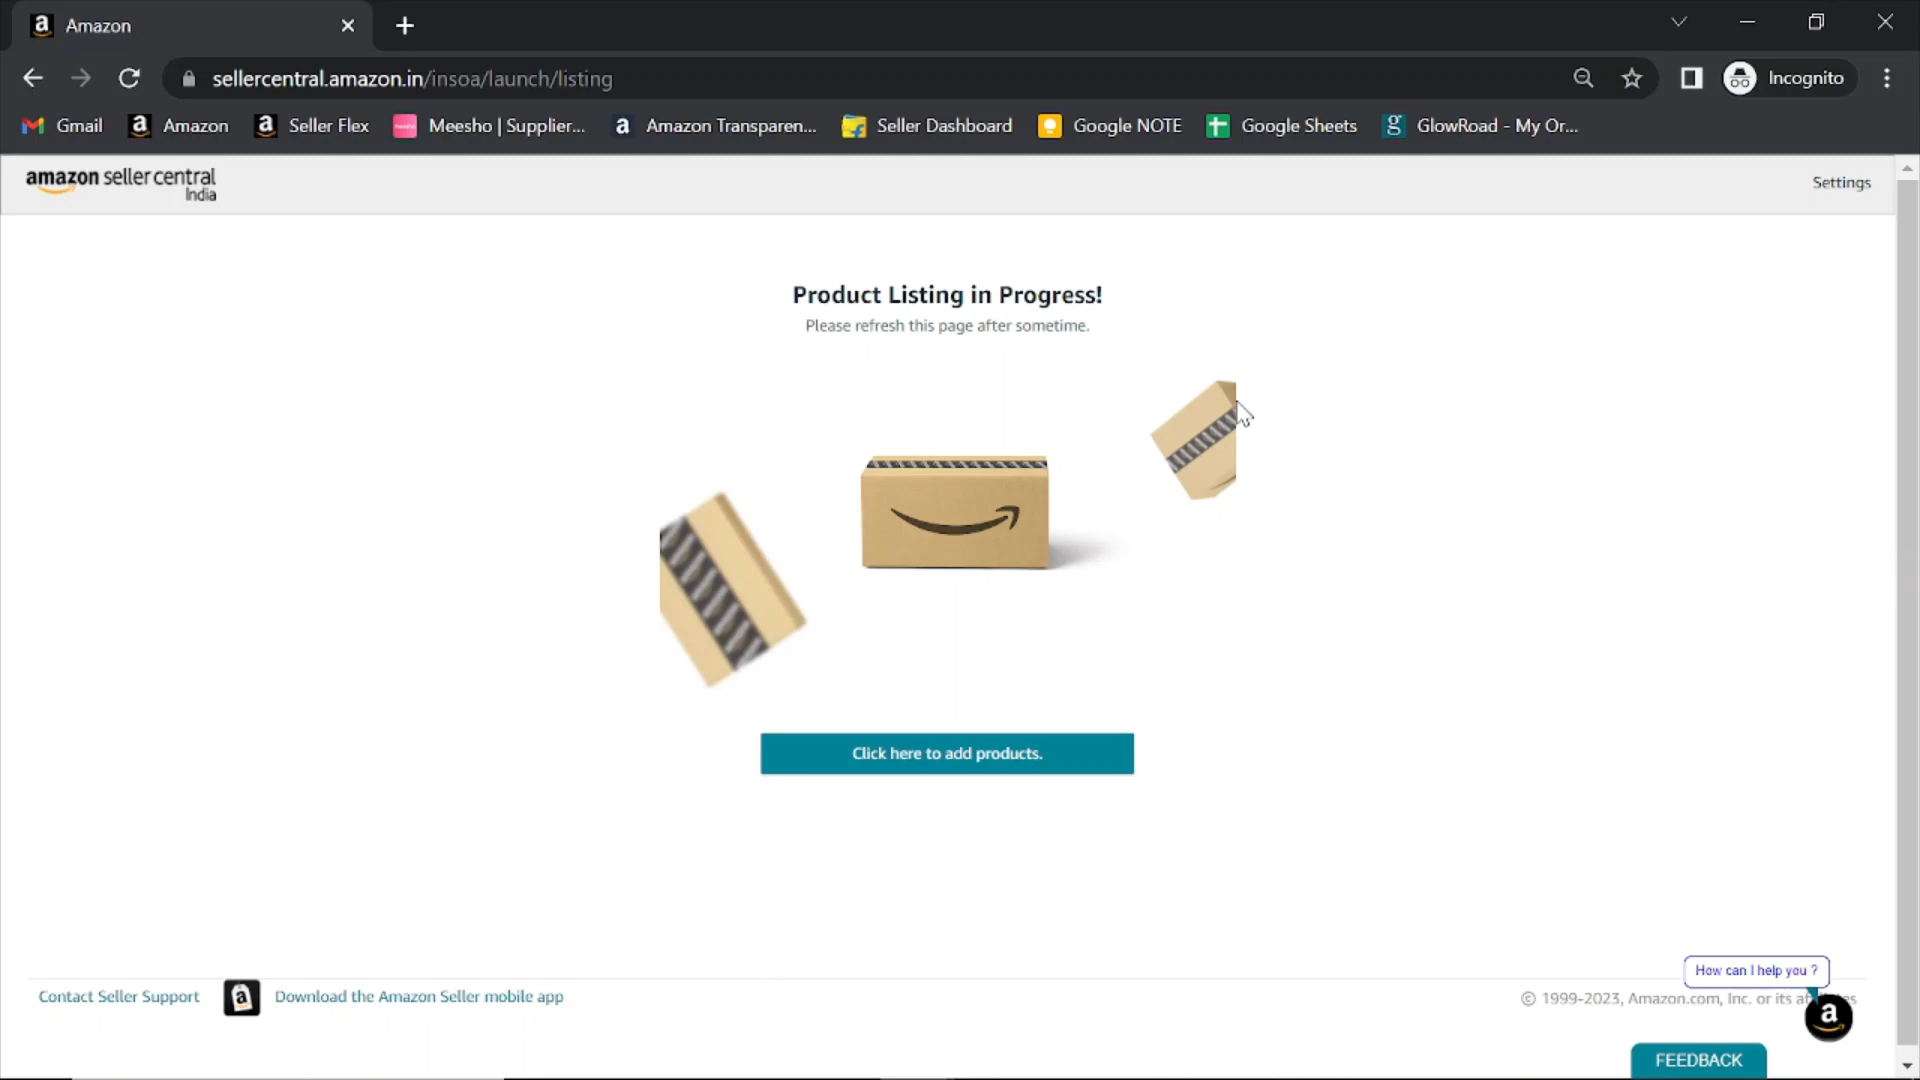 Amazon
sellercentral.amazon.in/insoa/launch/listing
Incognito
Gmail
Amazon
Seller Flex
Meesho | Supplier...
Amazon Transparen...
Seller Dashboard
Google NOTE
Google Sheets
GlowRoad - My Or...
amazon seller central
India
Settings
Product Listing in Progress!
Please refresh this page after sometime.
Click here to add products.
How can I help you ?
Contact Seller Support
Download the Amazon Seller mobile app
© 1999-2023, Amazon.com, Inc. or its
FEEDBACK